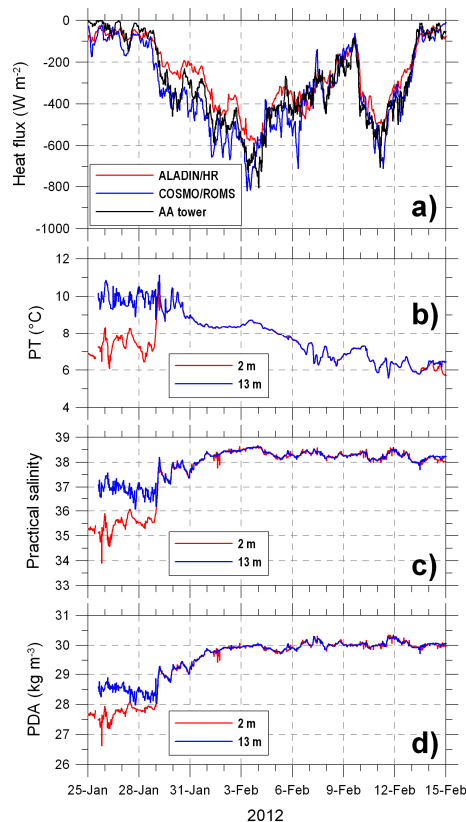 0
-200
-400
-600
-800
-1000
Heat flux (W m-2)
ALADIN/HR
COSMO/ROMS
AA tower
a)
12
10
8
6
4
PT (°C)
2 m
13 m
b)
39
38
37
36
35
34
33
Practical salinity
2 m
13 m
c)
31
30
29
28
27
26
PDA (kg m-3)
2 m
13 m
d)
25-Jan 28-Jan 31-Jan 3-Feb 6-Feb 9-Feb 12-Feb 15-Feb
2012